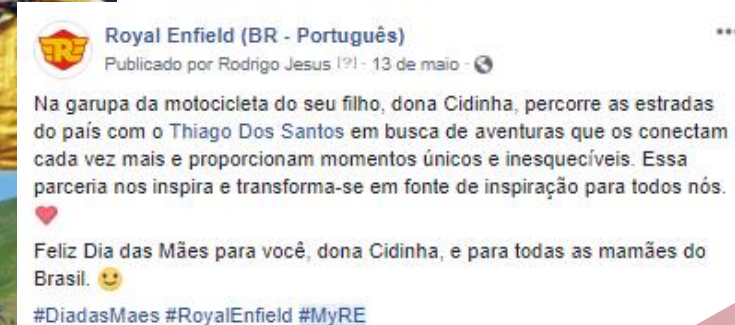 Royal Enfield (BR - Português)
Publicado por Rodrigo Jesus [?] · 13 de maio ·
Na garupa da motocicleta do seu filho, dona Cidinha, percorre as estradas
do país com o Thiago Dos Santos em busca de aventuras que os conectam
cada vez mais e proporcionam momentos únicos e inesquecíveis. Essa
parceria nos inspira e transforma-se em fonte de inspiração para todos nós.
❤
Feliz Dia das Mães para você, dona Cidinha, e para todas as mamães do
Brasil. 🙂
#DiadasMaes #RoyalEnfield #MyRE